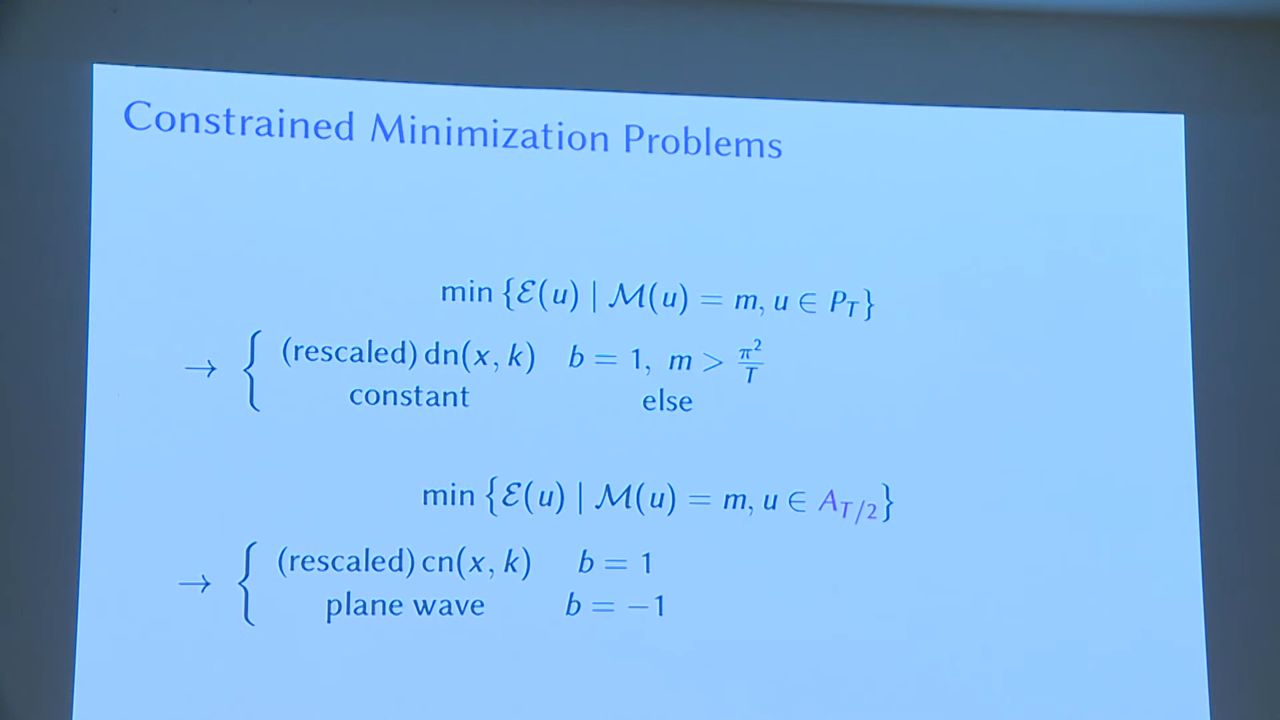 Constrained Minimization Problems
min {ℰ(u) | ℳ(u) = m, u ∈ P_T}
→ { (rescaled) dn(x, k) b = 1, m > π²/T
constant else
min {ℰ(u) | ℳ(u) = m, u ∈ A_{T/2}}
→ { (rescaled) cn(x, k) b = 1
plane wave b = −1